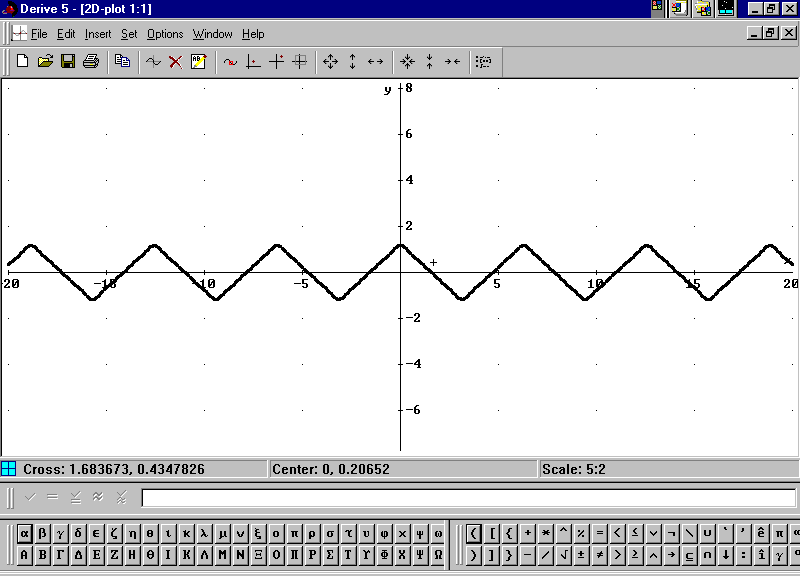 Derive 5 - [2D-plot 1:1]
File Edit Insert Set Options Window Help
y 8
6
4
2
-20 -15 -10 -5 5 10 15 20
-2
-4
-6
Cross: 1.683673, 0.4347826 Center: 0, 0.20652 Scale: 5:2
α β γ δ ε ζ η θ ι κ λ μ ν ξ ο π ρ σ τ υ φ χ ψ ω ( [ { + * ^ % = < ≤ ∨ ¬ \ ∪ ` ' ê π
Α Β Γ Δ Ε Ζ Η Θ Ι Κ Λ Μ Ν Ξ Ο Π Ρ Σ Τ Υ Φ Χ Ψ Ω ) ] } - / √ ± ≠ > ≥ ∧ → ⊆ ∩ ↓ : î γ